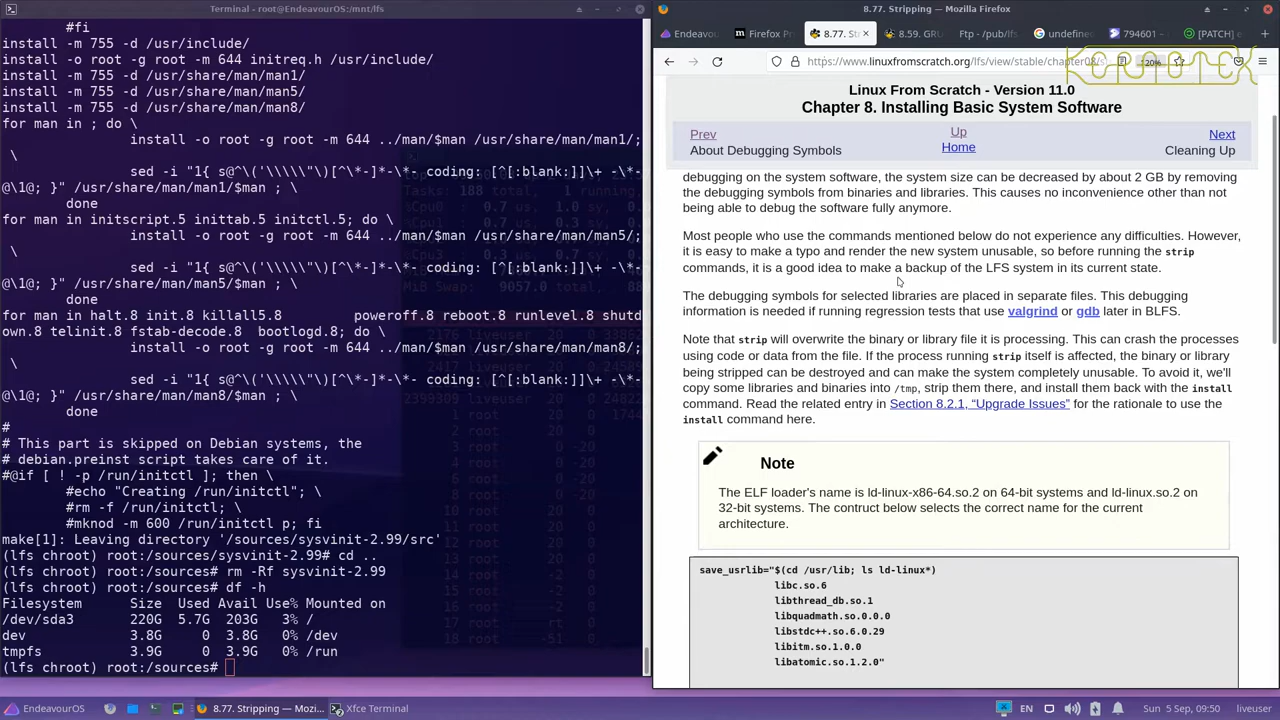 Terminal - root@EndeavourOS:/mnt/lfs
#fi
install -m 755 -d /usr/include/
install -o root -g root -m 644 initreq.h /usr/include/
install -m 755 -d /usr/share/man/man1/
install -m 755 -d /usr/share/man/man5/
install -m 755 -d /usr/share/man/man8/
for man in ; do \
install -o root -g root -m 644 ../man/$man /usr/share/man/man1/;
\
sed -i "1{ s@^\('\\\\\"\)[^\*]*-\*- coding: [^[:blank:]]\+ -\*-
@\1@; }" /usr/share/man/man1/$man ; \
done
for man in initscript.5 inittab.5 initctl.5; do \
install -o root -g root -m 644 ../man/$man /usr/share/man/man5/;
\
sed -i "1{ s@^\('\\\\\"\)[^\*]*-\*- coding: [^[:blank:]]\+ -\*-
@\1@; }" /usr/share/man/man5/$man ; \
done
for man in halt.8 init.8 killall5.8 poweroff.8 reboot.8 runlevel.8 shutd
own.8 telinit.8 fstab-decode.8 bootlogd.8; do \
install -o root -g root -m 644 ../man/$man /usr/share/man/man8/;
\
sed -i "1{ s@^\('\\\\\"\)[^\*]*-\*- coding: [^[:blank:]]\+ -\*-
@\1@; }" /usr/share/man/man8/$man ; \
done
#
# This part is skipped on Debian systems, the
# debian.preinst script takes care of it.
#@if [ ! -p /run/initctl ]; then \
#echo "Creating /run/initctl"; \
#rm -f /run/initctl; \
#mknod -m 600 /run/initctl p; fi
make[1]: Leaving directory '/sources/sysvinit-2.99/src'
(lfs chroot) root:/sources/sysvinit-2.99# cd ..
(lfs chroot) root:/sources# rm -Rf sysvinit-2.99
(lfs chroot) root:/sources# df -h
Filesystem Size Used Avail Use% Mounted on
/dev/sda3 220G 5.7G 203G 3% /
dev 3.8G 0 3.8G 0% /dev
tmpfs 3.9G 0 3.9G 0% /run
(lfs chroot) root:/sources#
8.77. Stripping — Mozilla Firefox
Endeavou
Firefox Pr
8.77. St
8.59. GRU
Ftp - /pub/lfs
undefined
794601 –
[PATCH] e
https://www.linuxfromscratch.org/lfs/view/stable/chapter08/s
120%
Linux From Scratch - Version 11.0
Chapter 8. Installing Basic System Software
Prev Up Next
About Debugging Symbols Home Cleaning Up
debugging on the system software, the system size can be decreased by about 2 GB by removing
the debugging symbols from binaries and libraries. This causes no inconvenience other than not
being able to debug the software fully anymore.
Most people who use the commands mentioned below do not experience any difficulties. However,
it is easy to make a typo and render the new system unusable, so before running the strip
commands, it is a good idea to make a backup of the LFS system in its current state.
The debugging symbols for selected libraries are placed in separate files. This debugging
information is needed if running regression tests that use valgrind or gdb later in BLFS.
Note that strip will overwrite the binary or library file it is processing. This can crash the processes
using code or data from the file. If the process running strip itself is affected, the binary or library
being stripped can be destroyed and can make the system completely unusable. To avoid it, we'll
copy some libraries and binaries into /tmp, strip them there, and install them back with the install
command. Read the related entry in Section 8.2.1, “Upgrade Issues” for the rationale to use the
install command here.
Note
The ELF loader's name is ld-linux-x86-64.so.2 on 64-bit systems and ld-linux.so.2 on
32-bit systems. The construct below selects the correct name for the current
architecture.
save_usrlib="$(cd /usr/lib; ls ld-linux*)
libc.so.6
libthread_db.so.1
libquadmath.so.0.0.0
libstdc++.so.6.0.29
libitm.so.1.0.0
libatomic.so.1.2.0"
EndeavourOS
8.77. Stripping — Mozi...
Xfce Terminal
EN
Sun 5 Sep, 09:50
liveuser